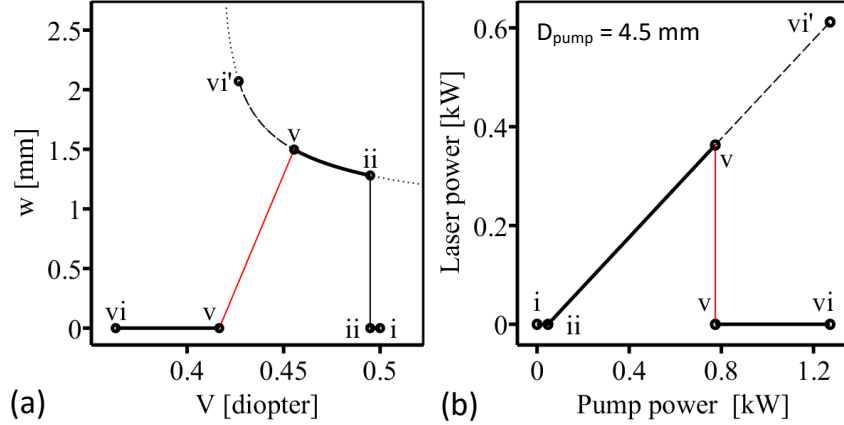 2.5
2
1.5
1
0.5
0
w [mm]
vi'
v
ii
vi
v
ii
i
0.4
0.45
0.5
V [diopter]
(a)
0.6
0.4
0.2
0
Laser power [kW]
D_pump = 4.5 mm
vi'
v
i
ii
v
vi
0
0.4
0.8
1.2
Pump power [kW]
(b)